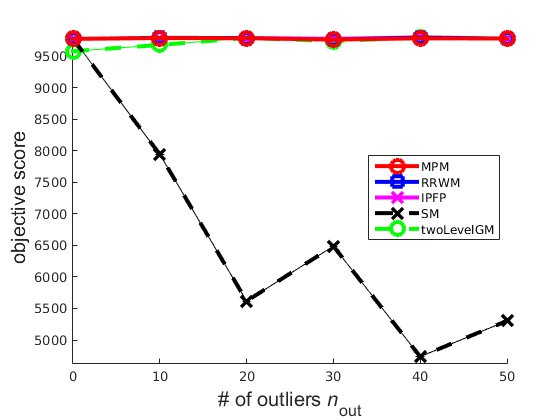 9500
9000
8500
8000
7500
7000
6500
6000
5500
5000
objective score
MPM
RRWM
IPFP
SM
twoLevelGM
0 10 20 30 40 50
# of outliers n_out